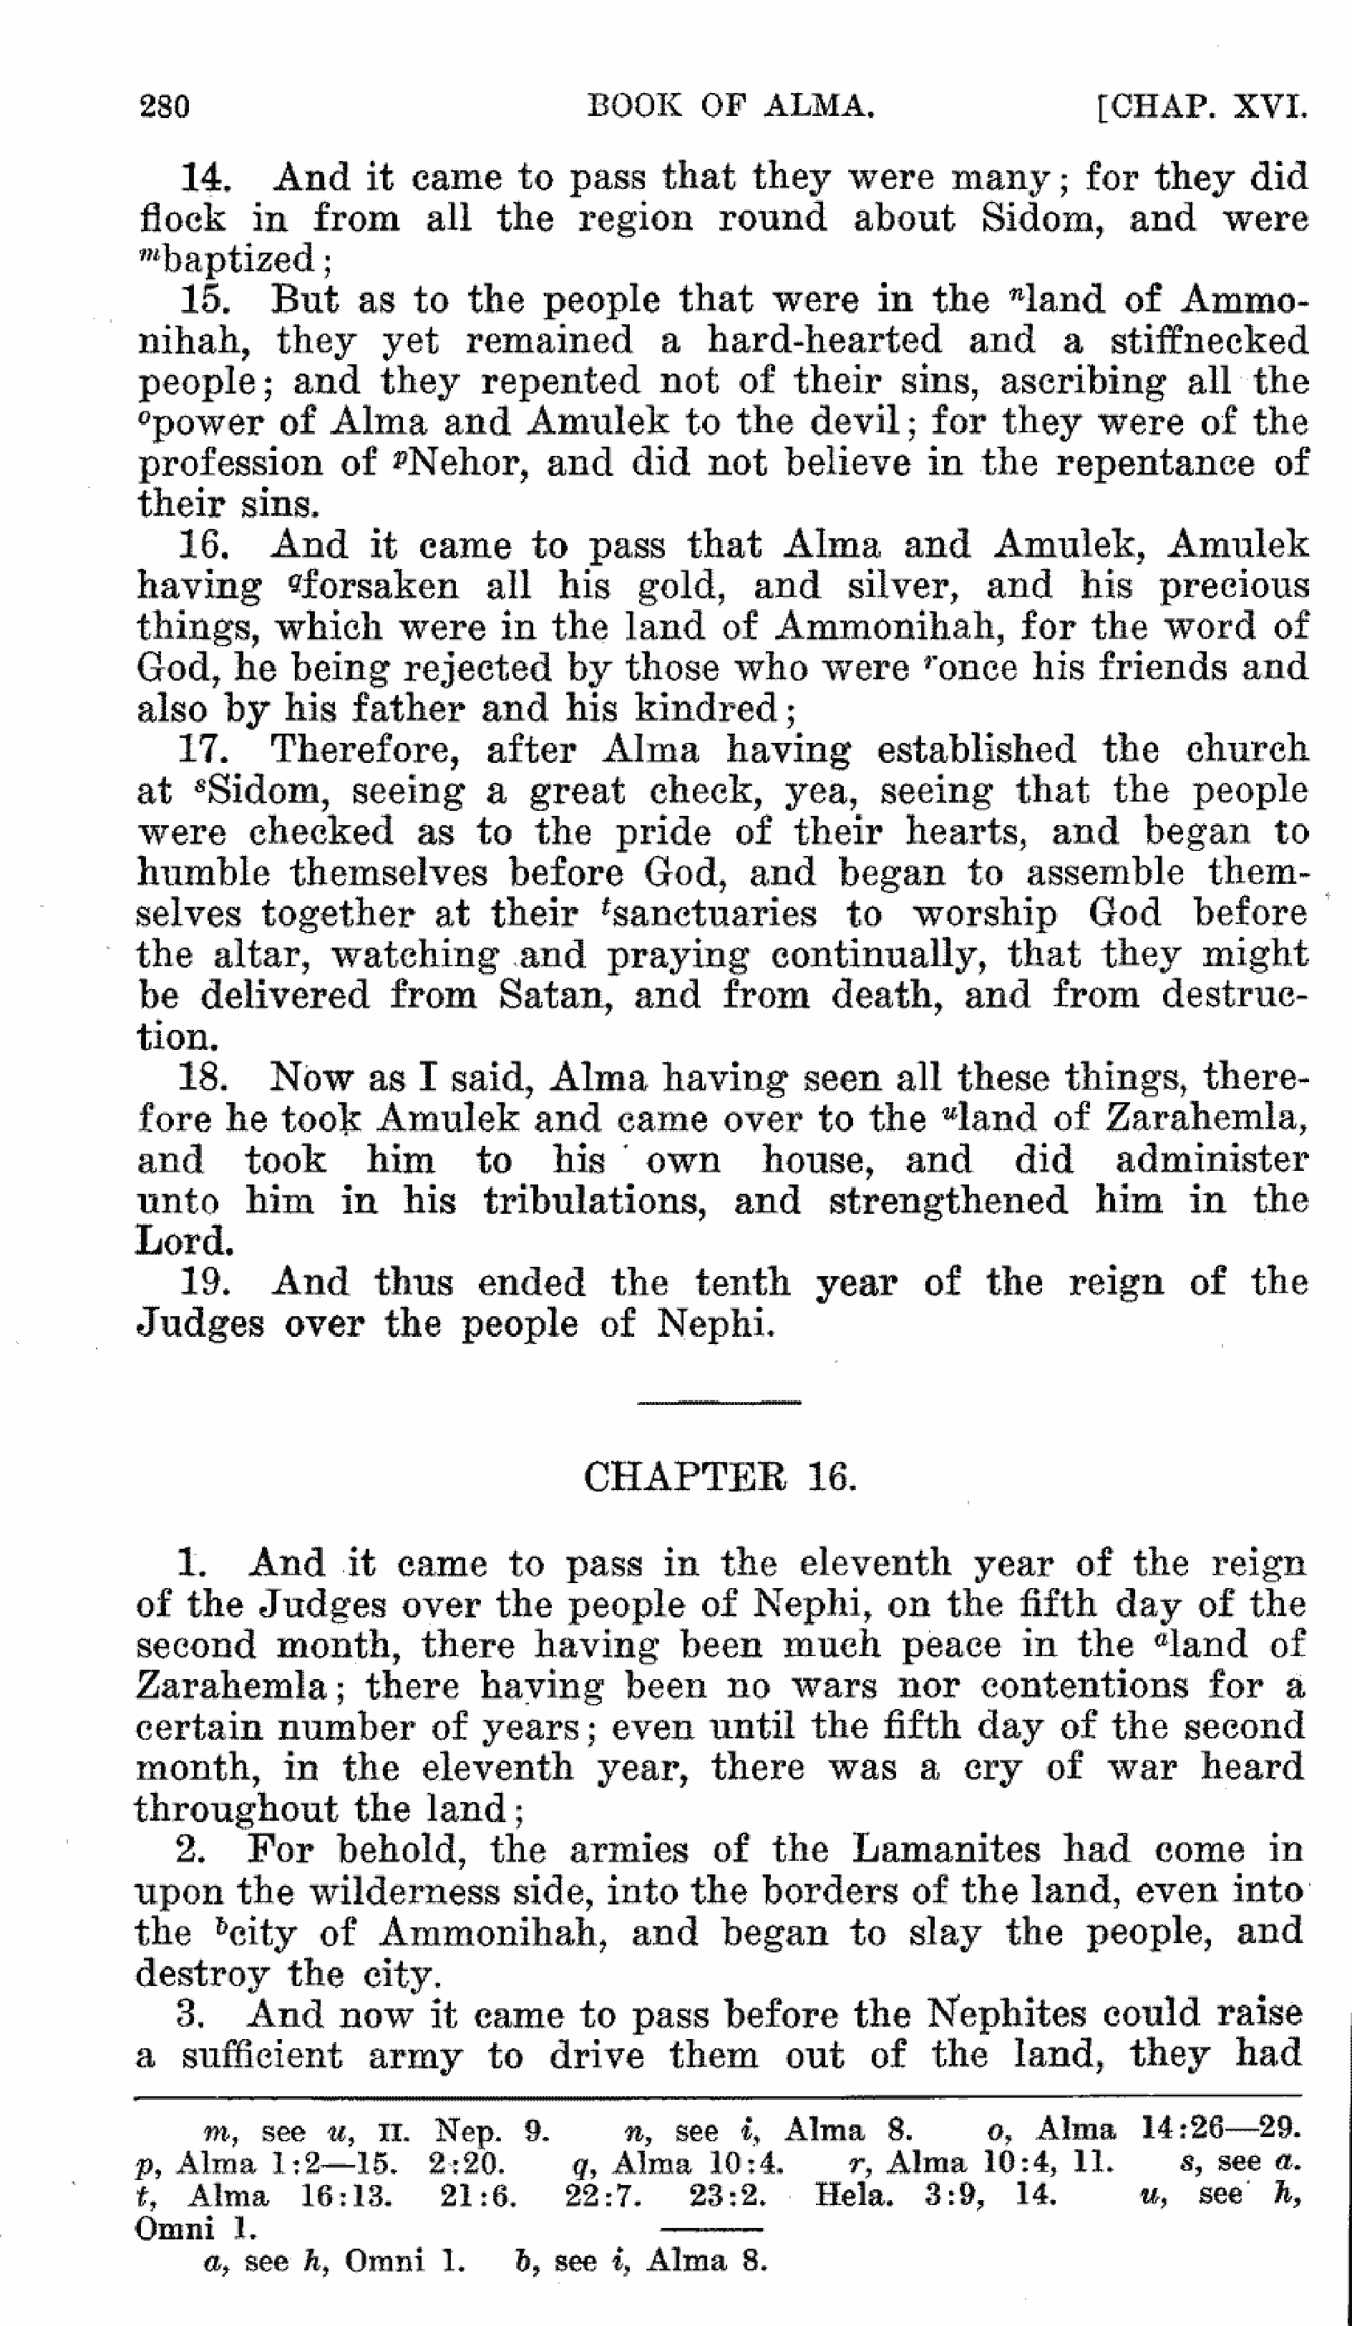 280 BOOK OF ALMA. [CHAP. XVI.
14. And it came to pass that they were many; for they did
flock in from all the region round about Sidom, and were
mbaptized;
15. But as to the people that were in the nland of Ammo-
nihah, they yet remained a hard-hearted and a stiffnecked
people; and they repented not of their sins, ascribing all the
opower of Alma and Amulek to the devil; for they were of the
profession of pNehor, and did not believe in the repentance of
their sins.
16. And it came to pass that Alma and Amulek, Amulek
having qforsaken all his gold, and silver, and his precious
things, which were in the land of Ammonihah, for the word of
God, he being rejected by those who were ronce his friends and
also by his father and his kindred;
17. Therefore, after Alma having established the church
at sSidom, seeing a great check, yea, seeing that the people
were checked as to the pride of their hearts, and began to
humble themselves before God, and began to assemble them-
selves together at their tsanctuaries to worship God before
the altar, watching and praying continually, that they might
be delivered from Satan, and from death, and from destruc-
tion.
18. Now as I said, Alma having seen all these things, there-
fore he took Amulek and came over to the uland of Zarahemla,
and took him to his own house, and did administer
unto him in his tribulations, and strengthened him in the
Lord.
19. And thus ended the tenth year of the reign of the
Judges over the people of Nephi.
CHAPTER 16.
1. And it came to pass in the eleventh year of the reign
of the Judges over the people of Nephi, on the fifth day of the
second month, there having been much peace in the aland of
Zarahemla; there having been no wars nor contentions for a
certain number of years; even until the fifth day of the second
month, in the eleventh year, there was a cry of war heard
throughout the land;
2. For behold, the armies of the Lamanites had come in
upon the wilderness side, into the borders of the land, even into
the bcity of Ammonihah, and began to slay the people, and
destroy the city.
3. And now it came to pass before the Nephites could raise
a sufficient army to drive them out of the land, they had
m, see u, II. Nep. 9. n, see i, Alma 8. o, Alma 14:26—29.
p, Alma 1:2—15. 2:20. q, Alma 10:4. r, Alma 10:4, 11. s, see a.
t, Alma 16:13. 21:6. 22:7. 23:2. Hela. 3:9, 14. u, see h,
Omni 1.
a, see h, Omni 1. b, see i, Alma 8.